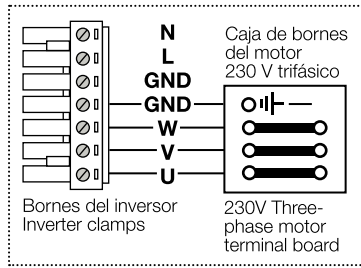 N
L
GND
GND
W
V
U
Caja de bornes
del motor
230 V trifásico
Bornes del inversor
Inverter clamps
230V Three-
phase motor
terminal board